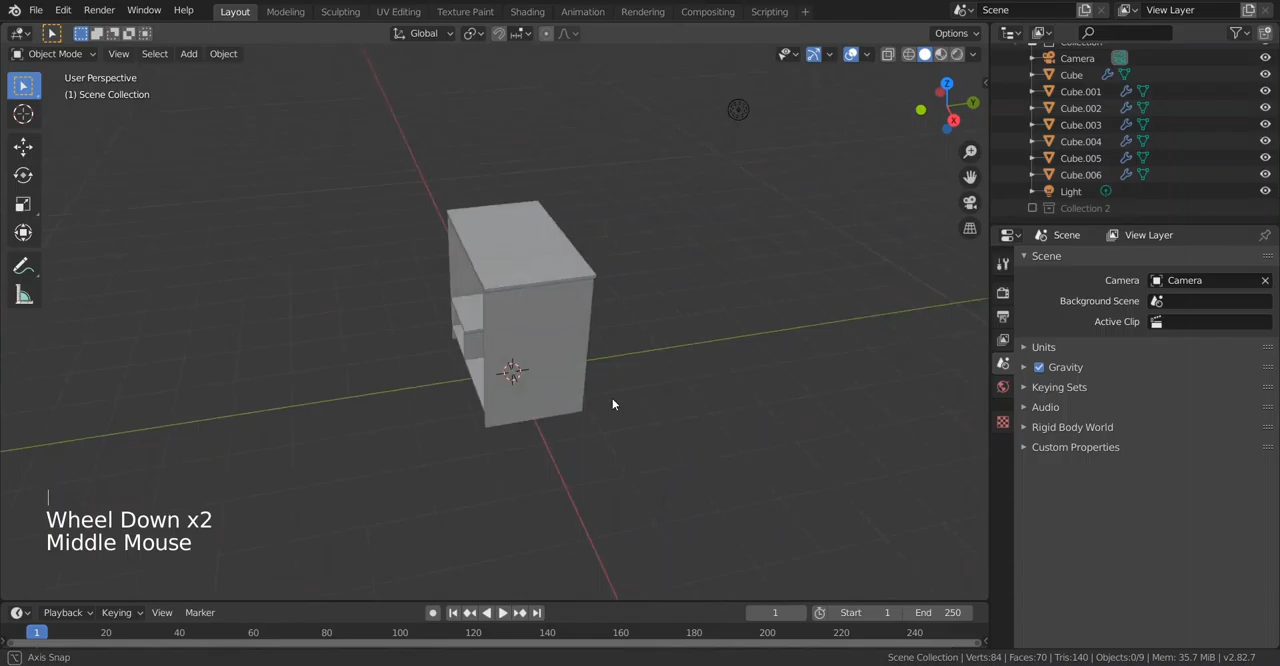 File Edit Render Window Help Layout Modeling Sculpting UV Editing Texture Paint Shading Animation Rendering Compositing Scripting + Scene View Layer
Global Options
Object Mode View Select Add Object
User Perspective
(1) Scene Collection
Z
Y
X
Collection
Camera
Cube
Cube.001
Cube.002
Cube.003
Cube.004
Cube.005
Cube.006
Light
Collection 2
Scene View Layer
Scene
Camera Camera
Background Scene
Active Clip
Units
Gravity
Keying Sets
Audio
Rigid Body World
Custom Properties
Wheel Down x2
Middle Mouse
Playback Keying View Marker 1 Start 1 End 250
1 20 40 60 80 100 120 140 160 180 200 220 240
Axis Snap Scene Collection | Verts:84 | Faces:70 | Tris:140 | Objects:0/9 | Mem: 35.7 MiB | v2.82.7